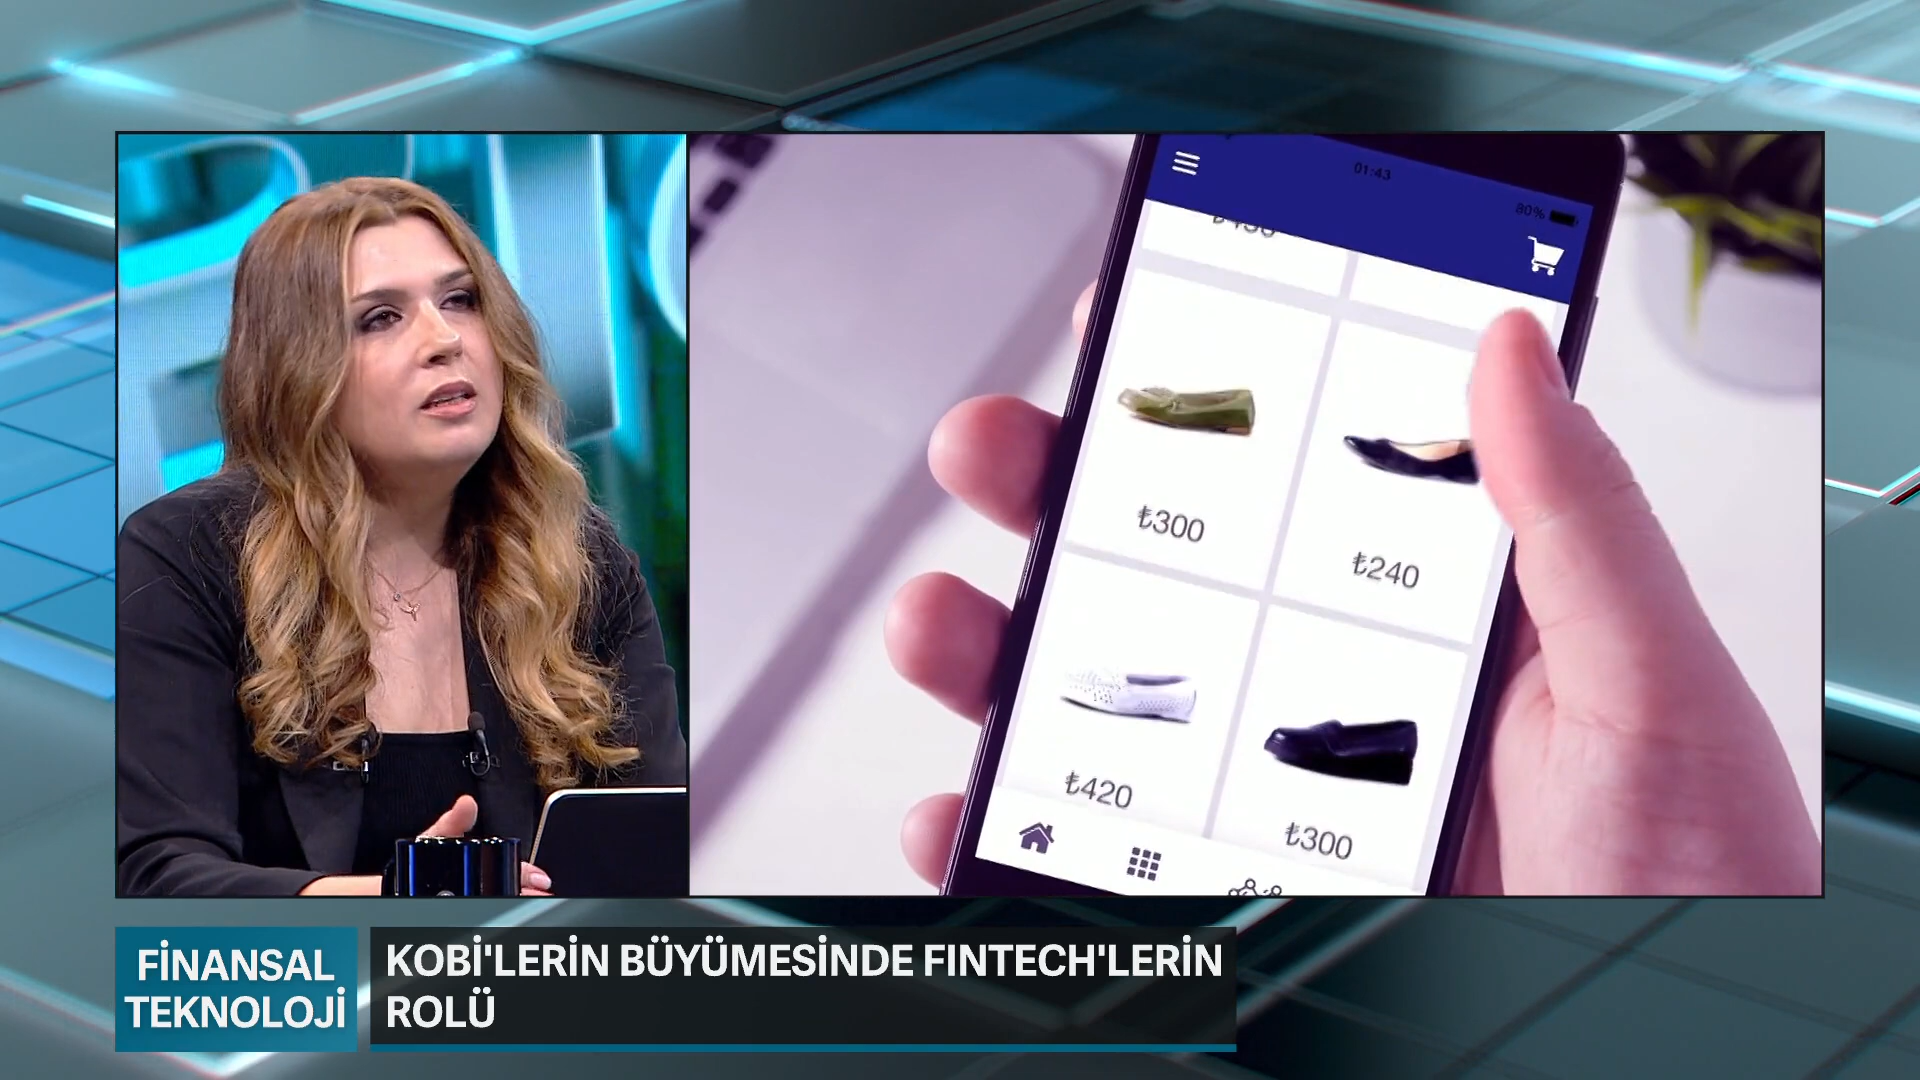 01:43
80%
₺300
₺240
₺420
₺300
FİNANSAL
TEKNOLOJİ
KOBİ'LERİN BÜYÜMESİNDE FINTECH'LERİN
ROLÜ